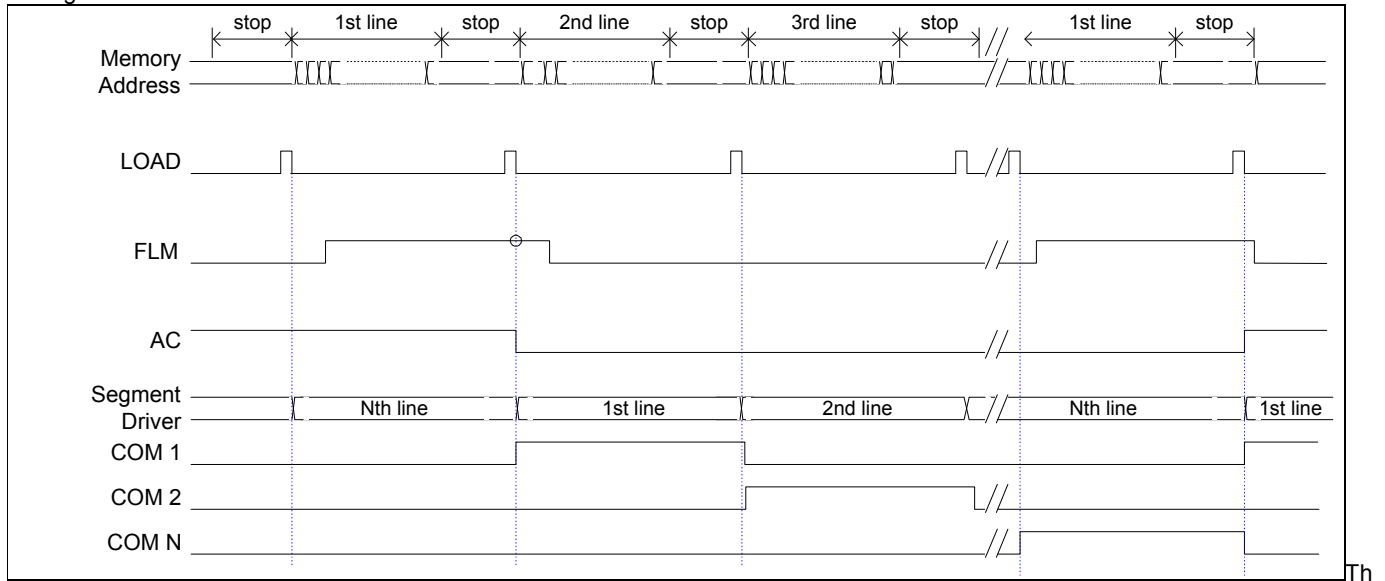 stop 1st line stop 2nd line stop 3rd line stop 1st line stop
Memory
Address
LOAD
FLM
AC
Segment
Driver
Nth line 1st line 2nd line Nth line 1st line
COM 1
COM 2
COM N
Th